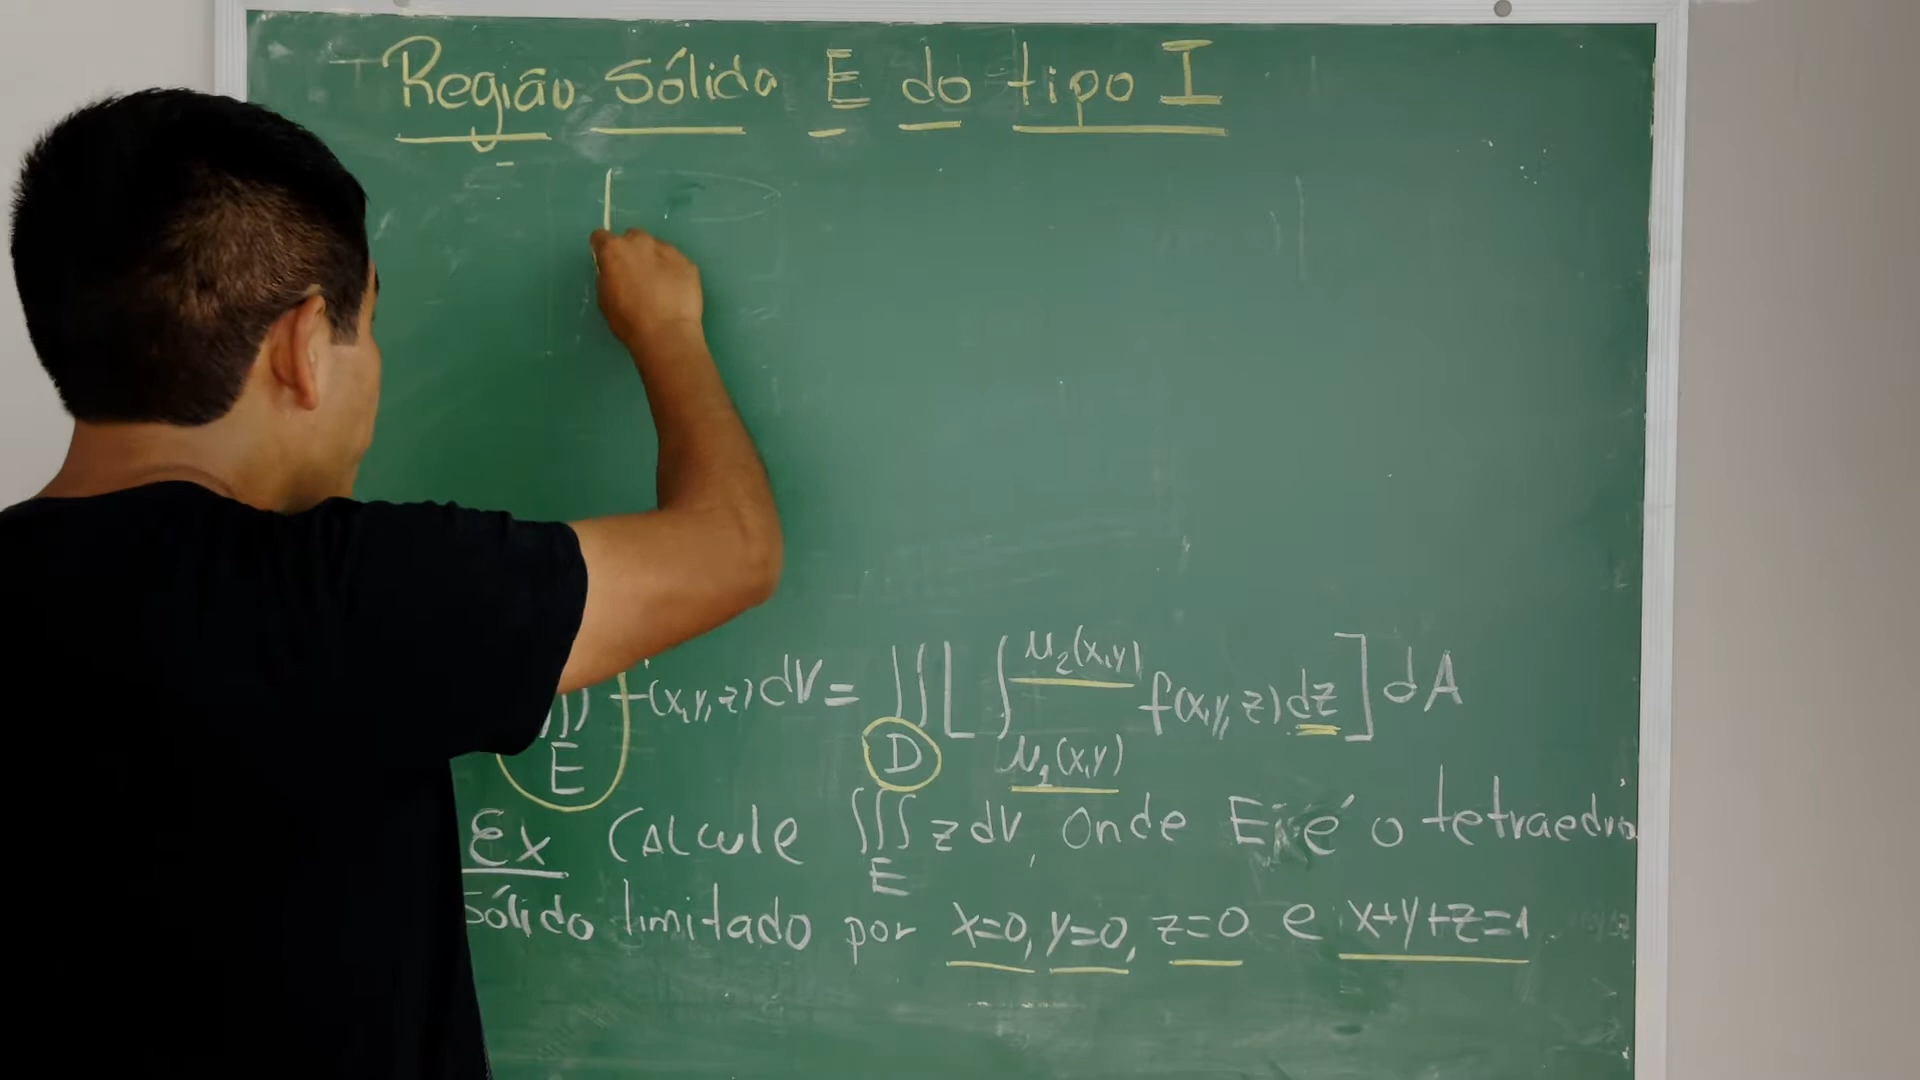 Região Sólida E do tipo I
∭ f(x,y,z)dV = ∬ [ ∫ f(x,y,z)dz ] dA
E D u₂(x,y) u₁(x,y)
Ex Calcule ∭ z dV, Onde E é o tetraedro
E
Sólido limitado por x=0, y=0, z=0 e x+y+z=1